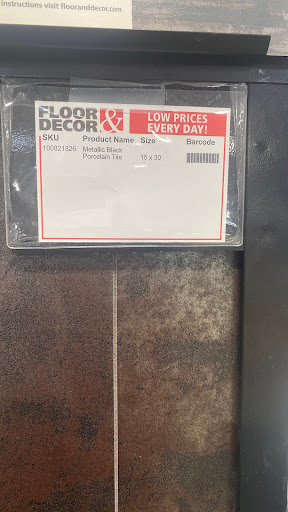 instructions visit flooranddecor.com
FLOOR & DECOR
LOW PRICES
EVERY DAY!
SKU Product Name Size Barcode
100821826 Metallic Black 15 x 30
Porcelain Tile